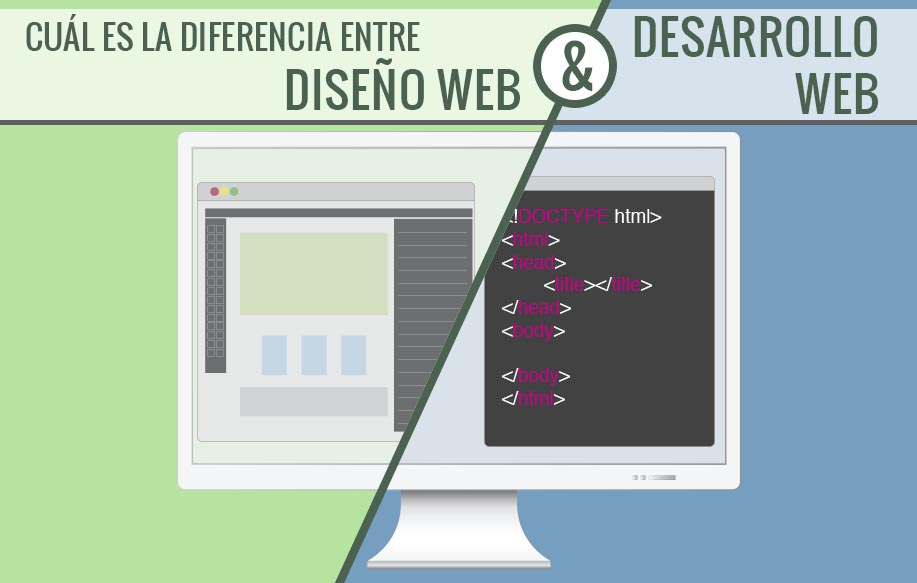 CUÁL ES LA DIFERENCIA ENTRE
DISEÑO WEB
&
DESARROLLO
WEB
<!DOCTYPE html>
<html>
<head>
<title></title>
</head>
<body>
</body>
</html>